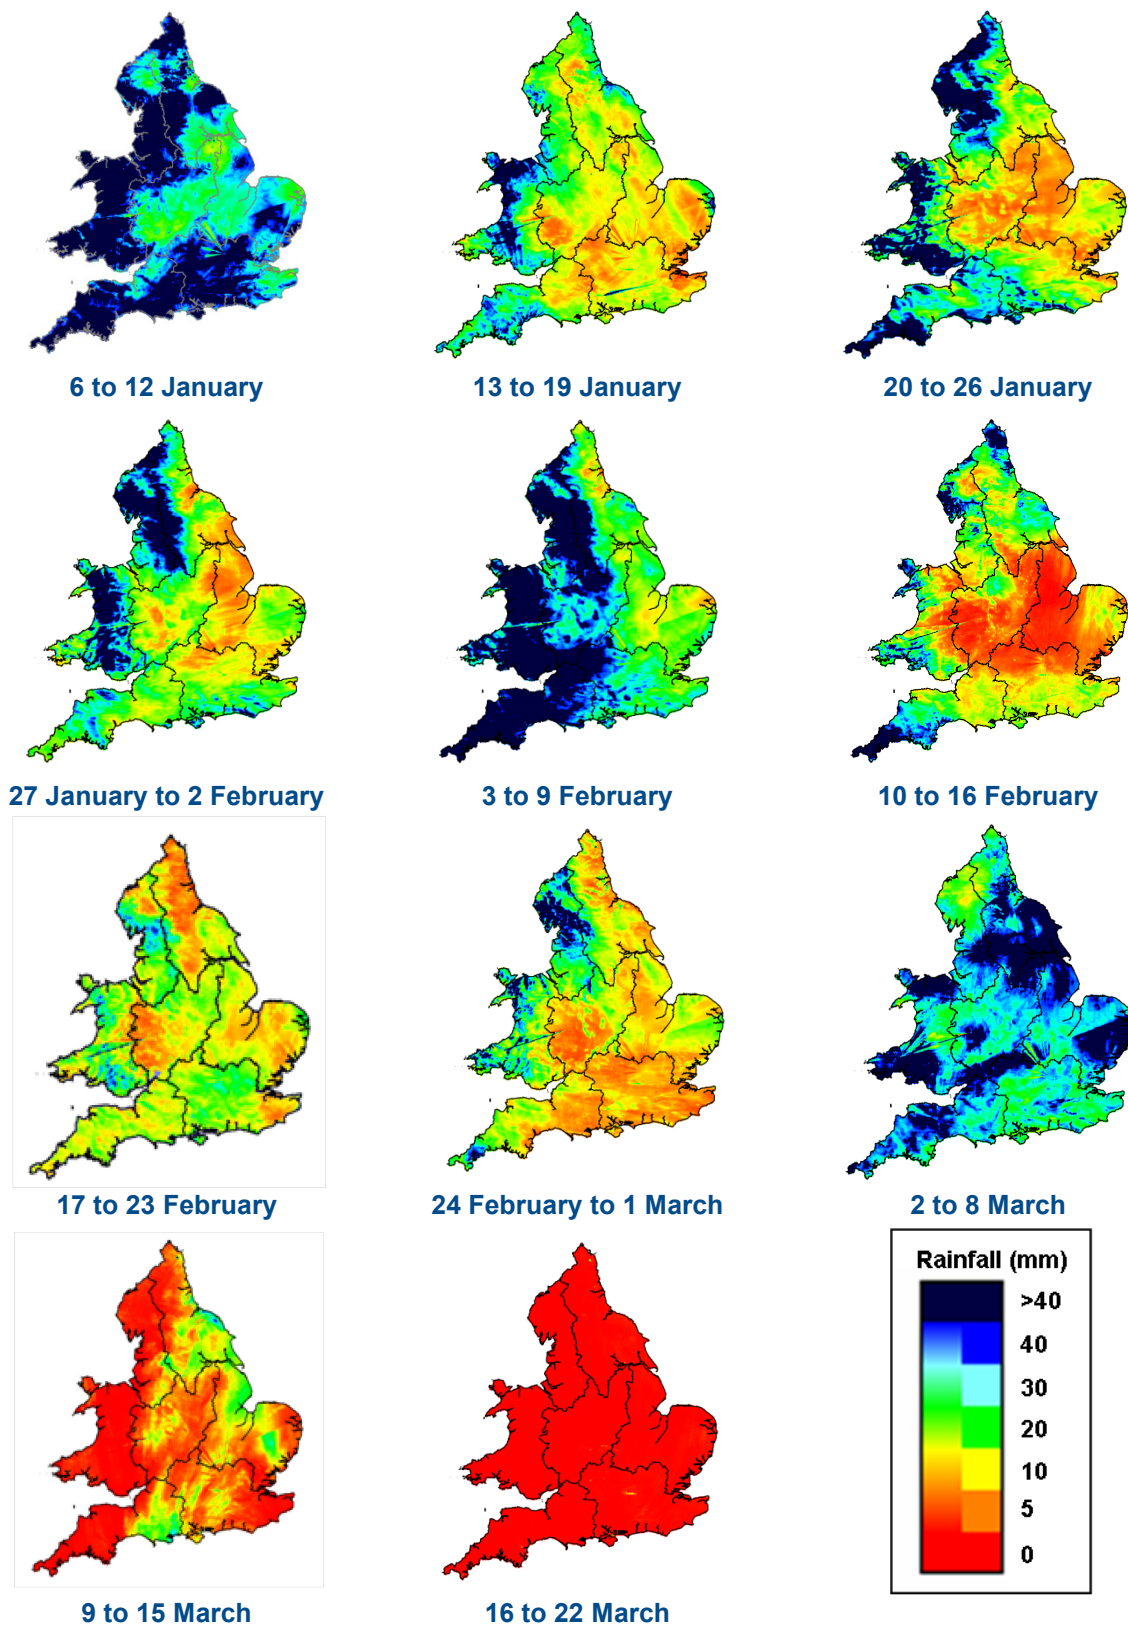 6 to 12 January
13 to 19 January
20 to 26 January
27 January to 2 February
3 to 9 February
10 to 16 February
17 to 23 February
24 February to 1 March
2 to 8 March
Rainfall (mm)
>40
40
30
20
10
5
0
9 to 15 March
16 to 22 March